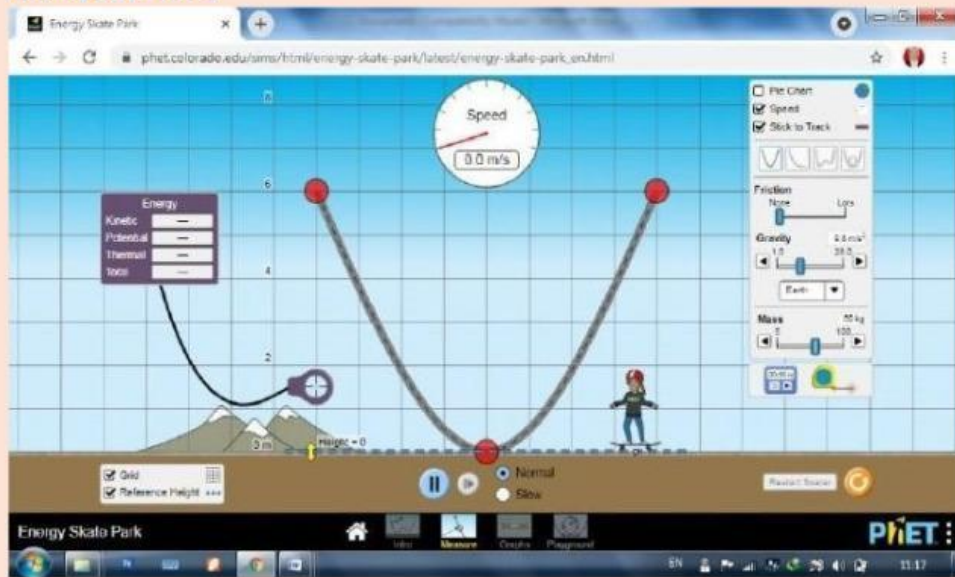 Energy Skate Park
phet.colorado.edu/sims/html/energy-skate-park/latest/energy-skate-park_en.html
8
Speed
0.0 m/s
Pie Chart
Speed
Stick to Track
6
Energy
Kinetic
Potential
Thermal
Total
Friction
None
Lots
Gravity
4
Earth
Mass
100
2
0 m
Height = 0
Grid
Reference Height
Normal
Slow
Restart Skater
Energy Skate Park
Intro
Measure
Graphs
Playground
PhET
EN
11:17